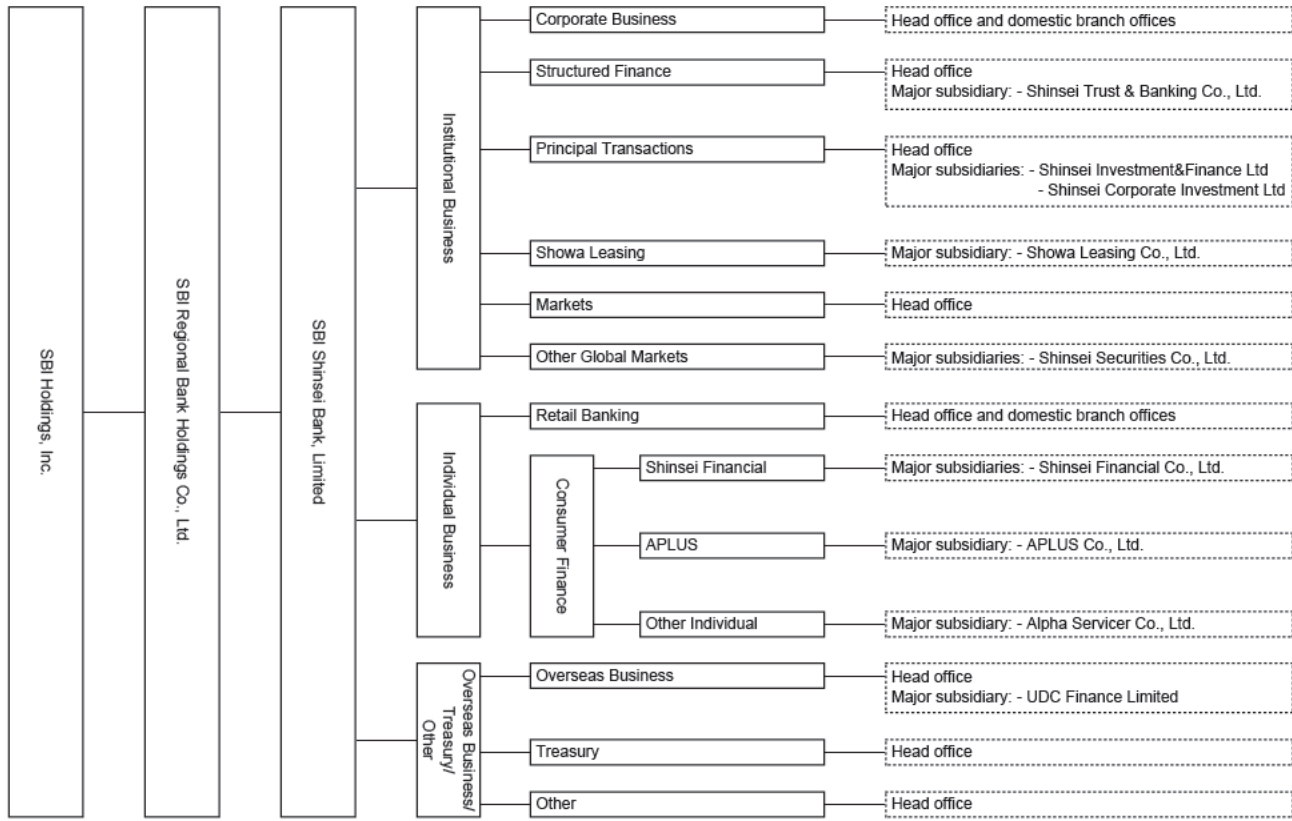 SBI Holdings, Inc.
SBI Regional Bank Holdings Co., Ltd.
SBI Shinsei Bank, Limited
Institutional Business
Corporate Business
Head office and domestic branch offices
Structured Finance
Head office
Major subsidiary: - Shinsei Trust & Banking Co., Ltd.
Principal Transactions
Head office
Major subsidiaries: - Shinsei Investment&Finance Ltd
- Shinsei Corporate Investment Ltd
Showa Leasing
Major subsidiary: - Showa Leasing Co., Ltd.
Markets
Head office
Other Global Markets
Major subsidiaries: - Shinsei Securities Co., Ltd.
Individual Business
Retail Banking
Head office and domestic branch offices
Consumer Finance
Shinsei Financial
Major subsidiaries: - Shinsei Financial Co., Ltd.
APLUS
Major subsidiary: - APLUS Co., Ltd.
Other Individual
Major subsidiary: - Alpha Servicer Co., Ltd.
Overseas Business/
Treasury/
Other
Overseas Business
Head office
Major subsidiary: - UDC Finance Limited
Treasury
Head office
Other
Head office